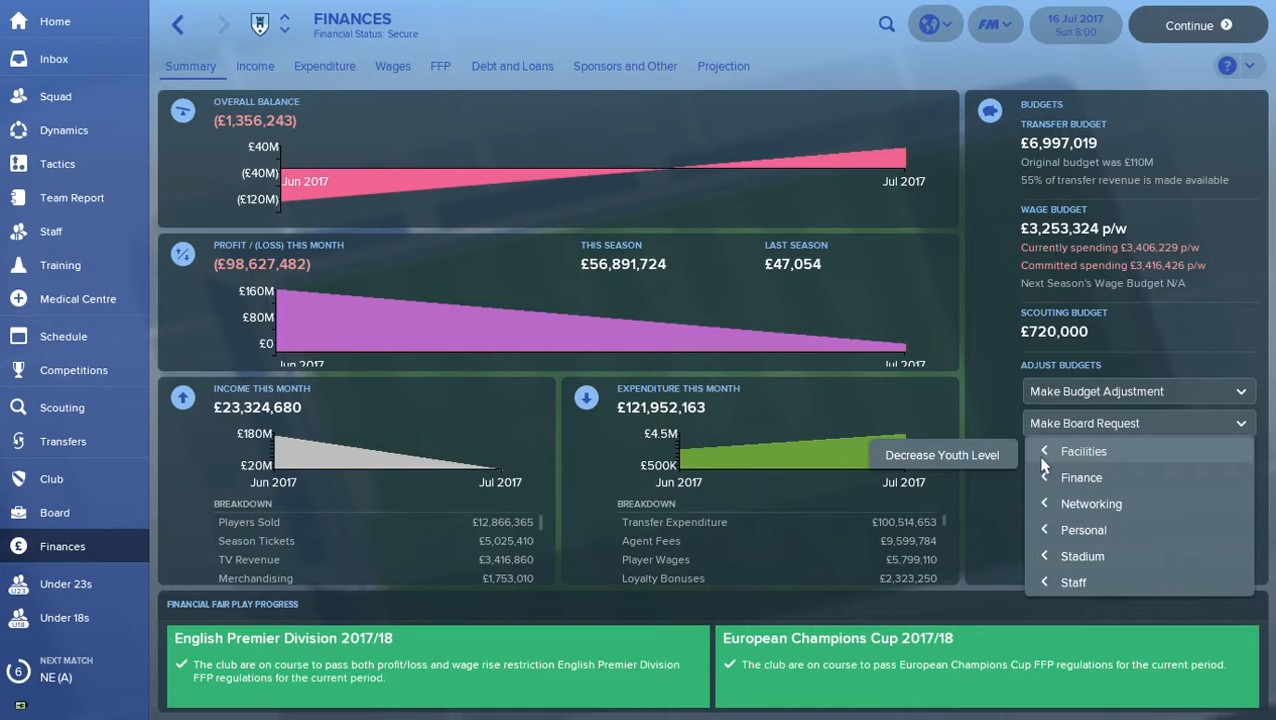 Home
Inbox
Squad
Dynamics
Tactics
Team Report
Staff
Training
Medical Centre
Schedule
Competitions
Scouting
Transfers
Club
Board
£ Finances
U23 Under 23s
U18 Under 18s
6 NEXT MATCH
NE (A)
FINANCES
Financial Status: Secure
FM
16 Jul 2017
Sun 8:00
Continue
Summary Income Expenditure Wages FFP Debt and Loans Sponsors and Other Projection
?
OVERALL BALANCE
(£1,356,243)
£40M
(£40M)
(£120M)
Jun 2017
Jul 2017
PROFIT / (LOSS) THIS MONTH
(£98,627,482)
THIS SEASON
£56,891,724
LAST SEASON
£47,054
£160M
£80M
£0
Jun 2017
Jul 2017
INCOME THIS MONTH
£23,324,680
£180M
£20M
Jun 2017
Jul 2017
BREAKDOWN
Players Sold £12,866,365
Season Tickets £5,025,410
TV Revenue £3,416,860
Merchandising £1,753,010
EXPENDITURE THIS MONTH
£121,952,163
£4.5M
£500K
Jun 2017
Jul 2017
BREAKDOWN
Transfer Expenditure £100,514,653
Agent Fees £9,599,784
Player Wages £5,799,110
Loyalty Bonuses £2,323,250
BUDGETS
TRANSFER BUDGET
£6,997,019
Original budget was £110M
55% of transfer revenue is made available
WAGE BUDGET
£3,253,324 p/w
Currently spending £3,406,229 p/w
Committed spending £3,416,426 p/w
Next Season's Wage Budget N/A
SCOUTING BUDGET
£720,000
ADJUST BUDGETS
Make Budget Adjustment
Make Board Request
Decrease Youth Level
Facilities
Finance
Networking
Personal
Stadium
Staff
FINANCIAL FAIR PLAY PROGRESS
English Premier Division 2017/18
The club are on course to pass both profit/loss and wage rise restriction English Premier Division
FFP regulations for the current period.
European Champions Cup 2017/18
The club are on course to pass European Champions Cup FFP regulations for the current period.